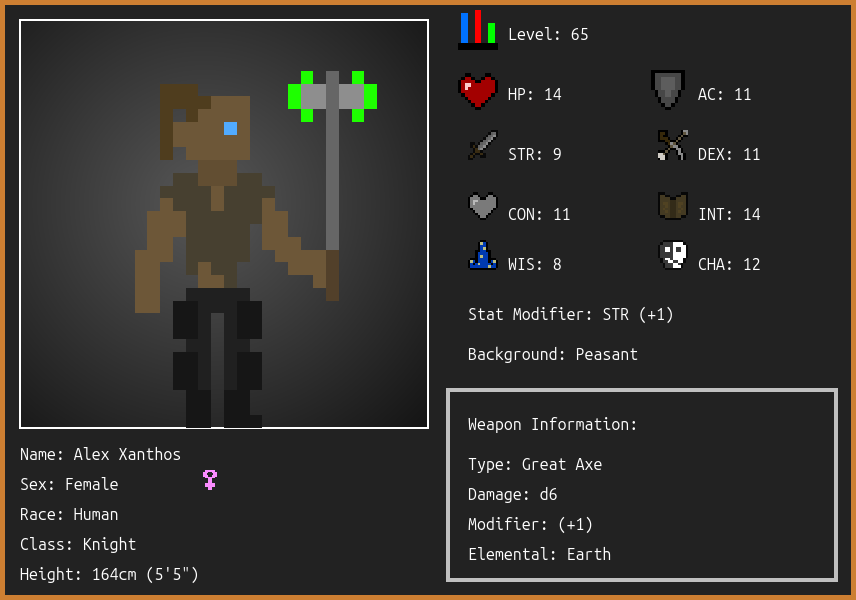 Level: 65
HP: 14
AC: 11
STR: 9
DEX: 11
CON: 11
INT: 14
WIS: 8
CHA: 12
Stat Modifier: STR (+1)
Background: Peasant
Weapon Information:
Type: Great Axe
Damage: d6
Modifier: (+1)
Elemental: Earth
Name: Alex Xanthos
Sex: Female
Race: Human
Class: Knight
Height: 164cm (5'5")